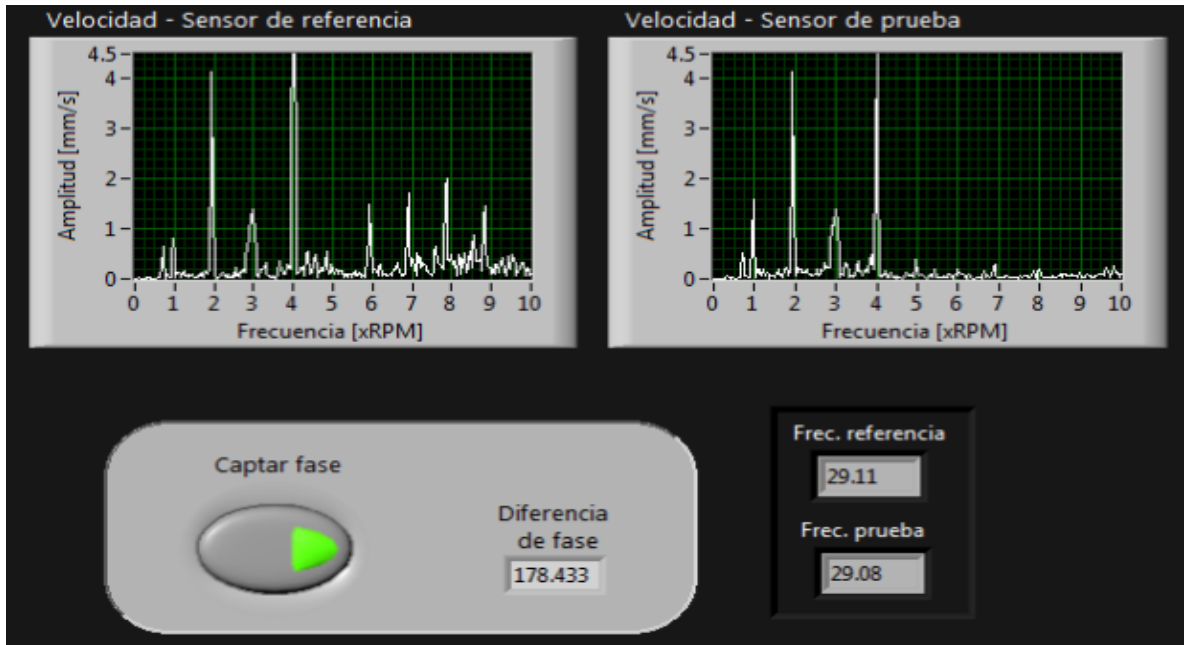 Velocidad - Sensor de referencia
Amplitud [mm/s]
4.5
4
3
2
1
0
0 1 2 3 4 5 6 7 8 9 10
Frecuencia [xRPM]
Velocidad - Sensor de prueba
Amplitud [mm/s]
4.5
4
3
2
1
0
0 1 2 3 4 5 6 7 8 9 10
Frecuencia [xRPM]
Captar fase
Diferencia
de fase
178.433
Frec. referencia
29.11
Frec. prueba
29.08